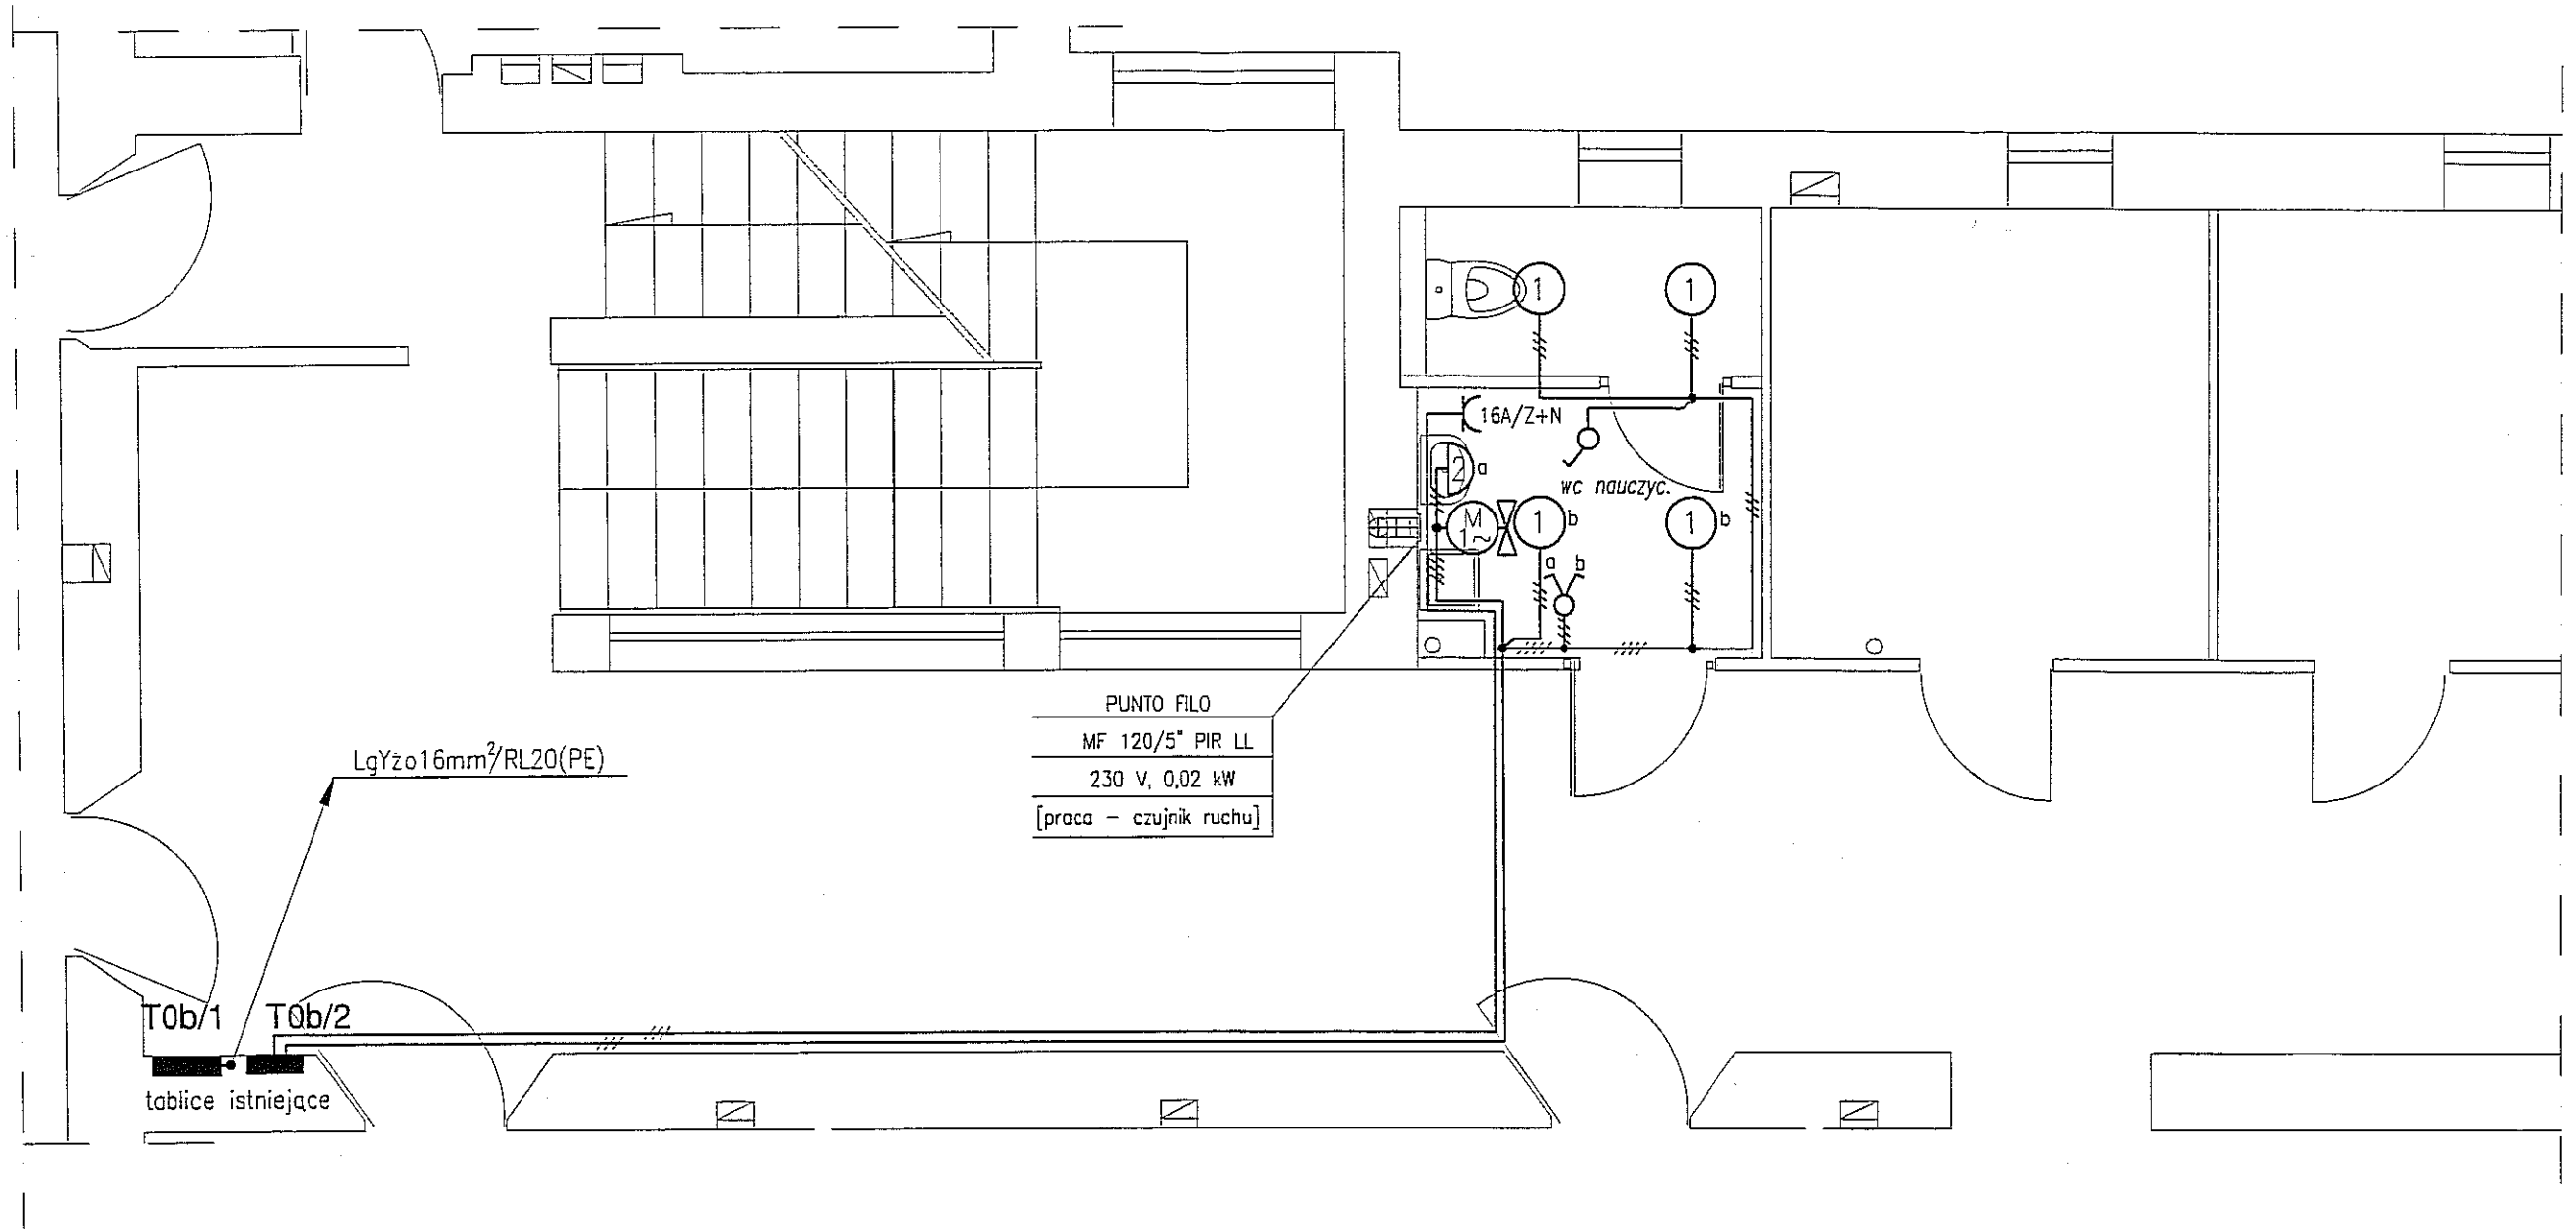 1
1
16A/Z+N
2 a
wc nauczyc.
M
1~
1 b
1 b
a b
PUNTO FILO
MF 120/5" PIR LL
230 V, 0,02 kW
[praca – czujnik ruchu]
LgYżo16mm²/RL20(PE)
T0b/1 T0b/2
tablice istniejące